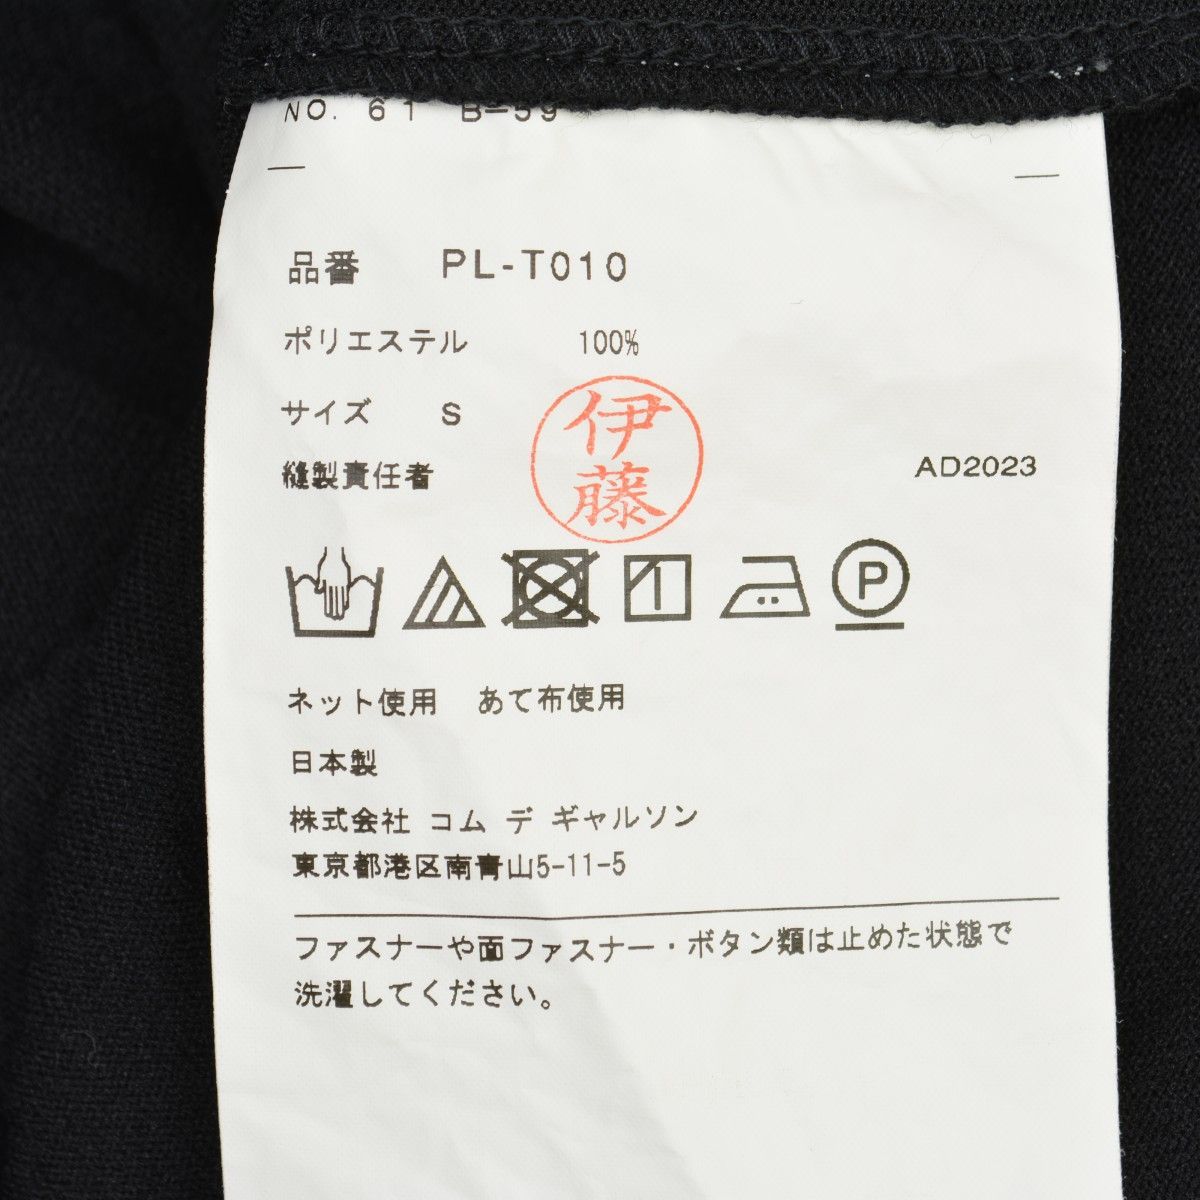 NO. 61 B-59
品番 PL-T010
ポリエステル 100%
サイズ S
伊藤
縫製責任者
AD2023
P
ネット使用 あて布使用
日本製
株式会社 コム デ ギャルソン
東京都港区南青山5-11-5
ファスナーや面ファスナー・ボタン類は止めた状態で
洗濯してください。